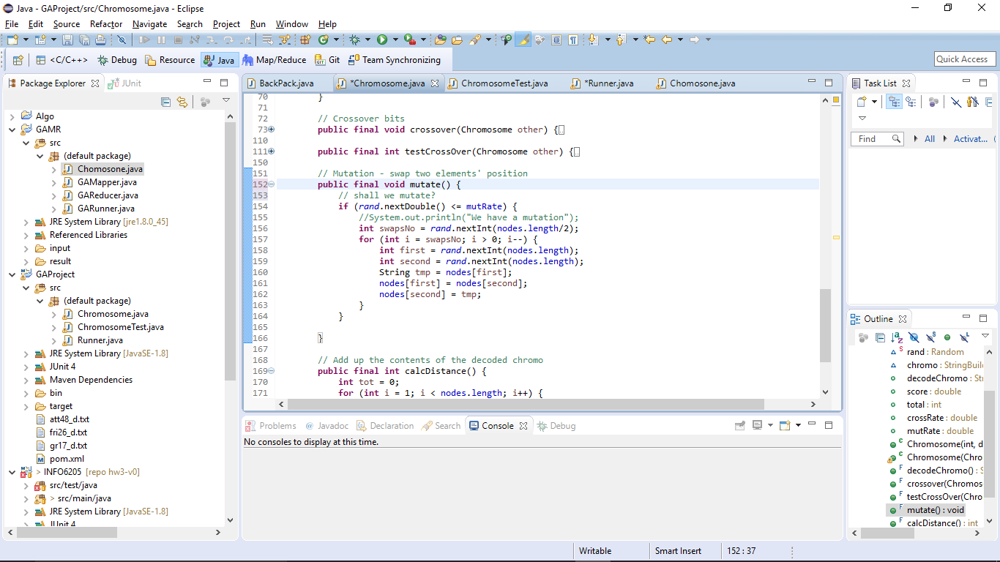 Java - GAProject/src/Chromosome.java - Eclipse
File Edit Source Refactor Navigate Search Project Run Window Help
<C/C++> Debug Resource Java Map/Reduce Git Team Synchronizing Quick Access
Package Explorer JUnit
Algo
GAMR
src
(default package)
Chomosone.java
GAMapper.java
GAReducer.java
GARunner.java
JRE System Library [jre1.8.0_45]
Referenced Libraries
input
result
GAProject
src
(default package)
Chromosome.java
ChromosomeTest.java
Runner.java
JRE System Library [JavaSE-1.8]
JUnit 4
Maven Dependencies
bin
target
att48_d.txt
fri26_d.txt
gr17_d.txt
pom.xml
> INFO6205 [repo hw3-v0]
src/test/java
> src/main/java
JRE System Library [JavaSE-1.8]
JUnit 4
BackPack.java *Chromosome.java ChromosomeTest.java *Runner.java Chomosone.java
70 }
71
72 // Crossover bits
73 public final void crossover(Chromosome other) {
110
111 public final int testCrossOver(Chromosome other) {
150
151 // Mutation - swap two elements' position
152 public final void mutate() {
153 // shall we mutate?
154 if (rand.nextDouble() <= mutRate) {
155 //System.out.println("We have a mutation");
156 int swapsNo = rand.nextInt(nodes.length/2);
157 for (int i = swapsNo; i > 0; i--) {
158 int first = rand.nextInt(nodes.length);
159 int second = rand.nextInt(nodes.length);
160 String tmp = nodes[first];
161 nodes[first] = nodes[second];
162 nodes[second] = tmp;
163 }
164 }
165
166 }
167
168 // Add up the contents of the decoded chromo
169 public final int calcDistance() {
170 int tot = 0;
171 for (int i = 1; i < nodes.length; i++) {
Problems @ Javadoc Declaration Search Console Debug
No consoles to display at this time.
Task List
Find All Activat...
Outline
rand : Random
chromo : StringBuil
decodeChromo : Str
score : double
total : int
crossRate : double
mutRate : double
Chromosome(int, d
Chromosome(Chro
decodeChromo() : S
crossover(Chromos
testCrossOver(Chro
mutate() : void
calcDistance() : int
Writable Smart Insert 152 : 37